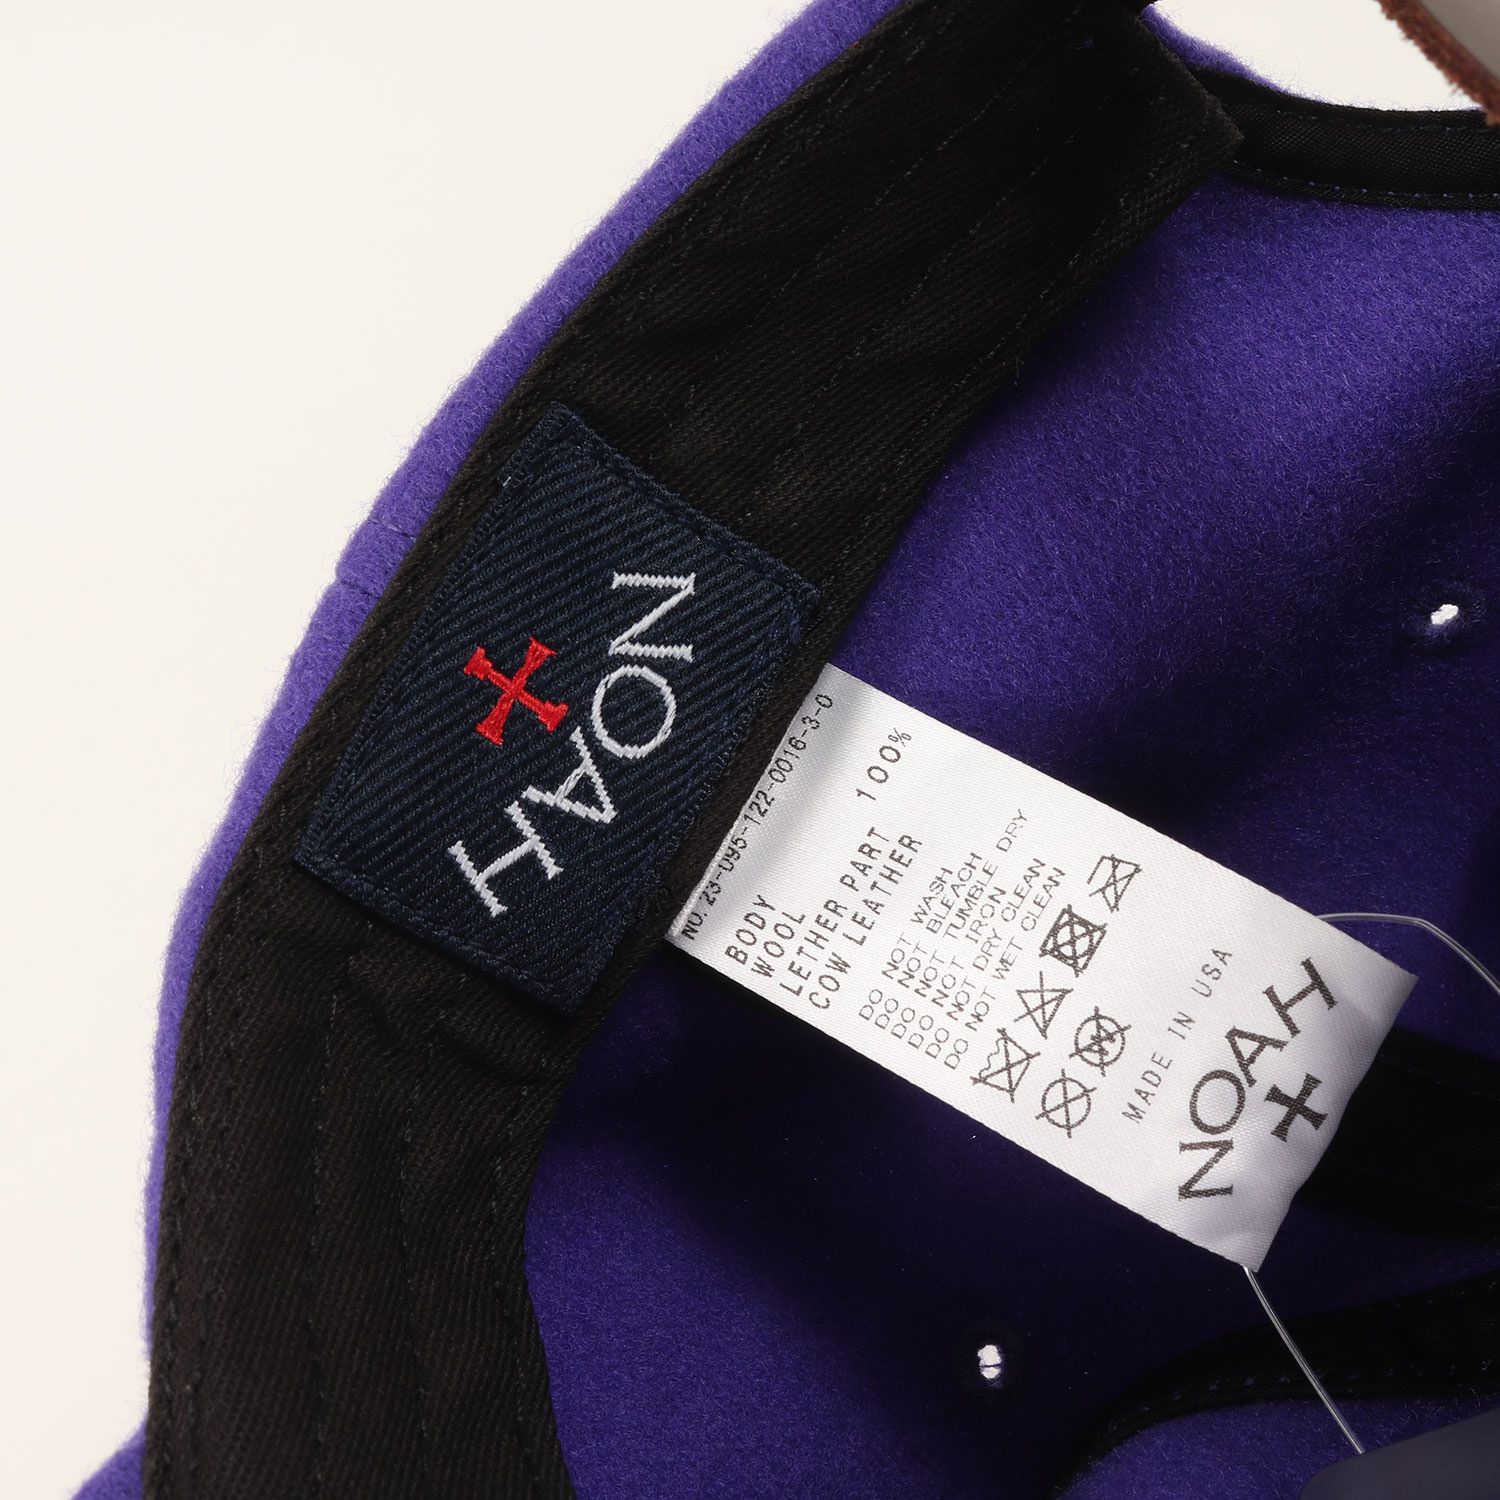 NOAH
NO. 23-095-122-0016-3-0
BODY
WOOL 100%
LETHER PART
COW LEATHER
DO NOT WASH
DO NOT BLEACH
DO NOT TUMBLE DRY
DO NOT IRON
DO NOT DRY CLEAN
DO NOT WET CLEAN
W
MADE IN USA
NOAH